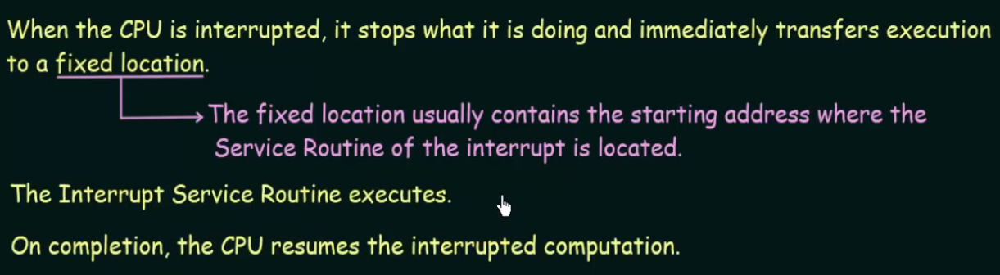 When the CPU is interrupted, it stops what it is doing and immediately transfers execution
to a fixed location.
The fixed location usually contains the starting address where the
Service Routine of the interrupt is located.
The Interrupt Service Routine executes.
On completion, the CPU resumes the interrupted computation.